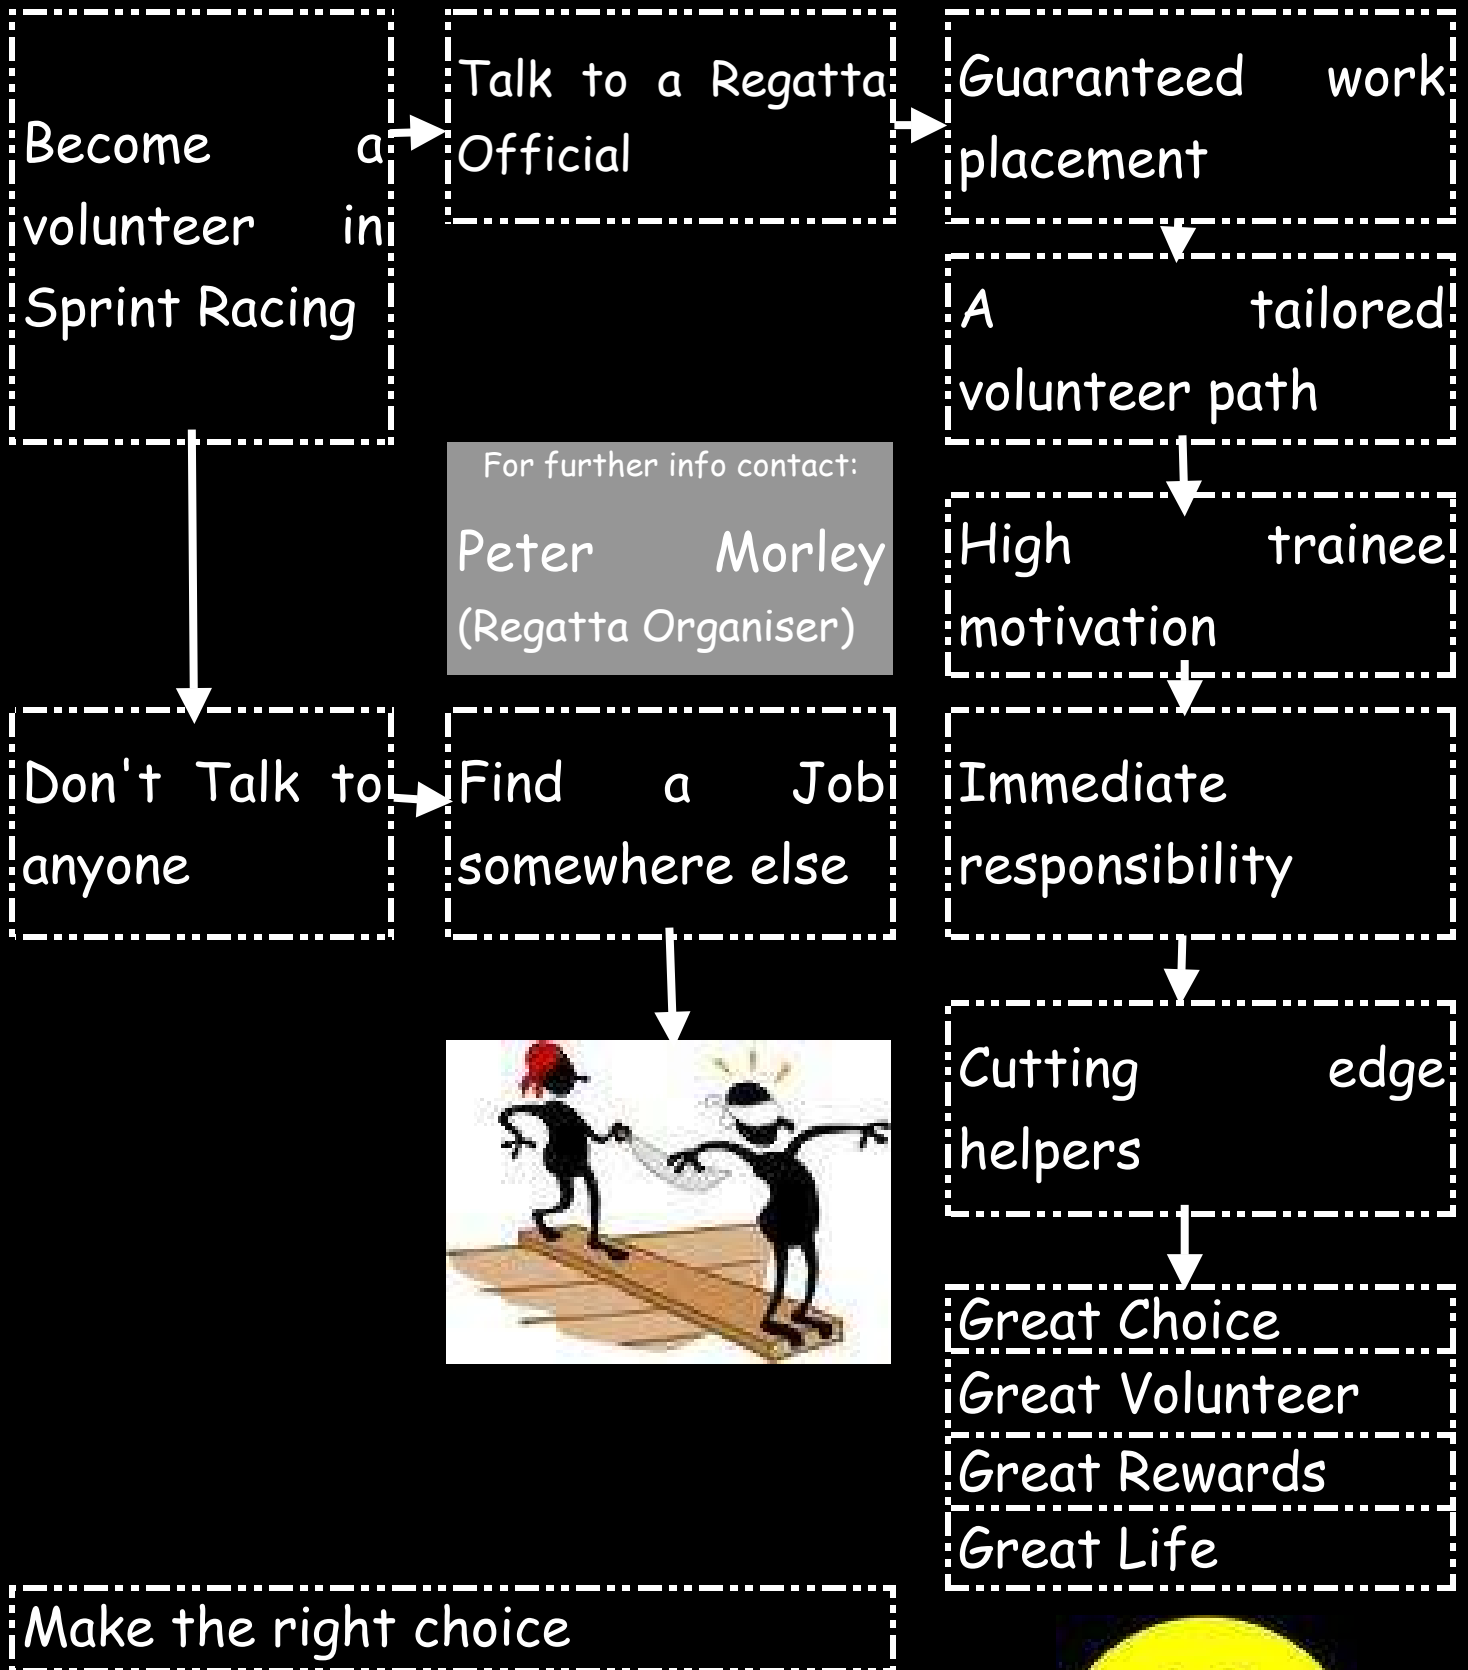 Become a
volunteer in
Sprint Racing
Talk to a Regatta
Official
Guaranteed work
placement
A tailored
volunteer path
For further info contact:
Peter Morley
(Regatta Organiser)
High trainee
motivation
Don't Talk to
anyone
Find a Job
somewhere else
Immediate
responsibility
Cutting edge
helpers
Great Choice
Great Volunteer
Great Rewards
Great Life
Make the right choice